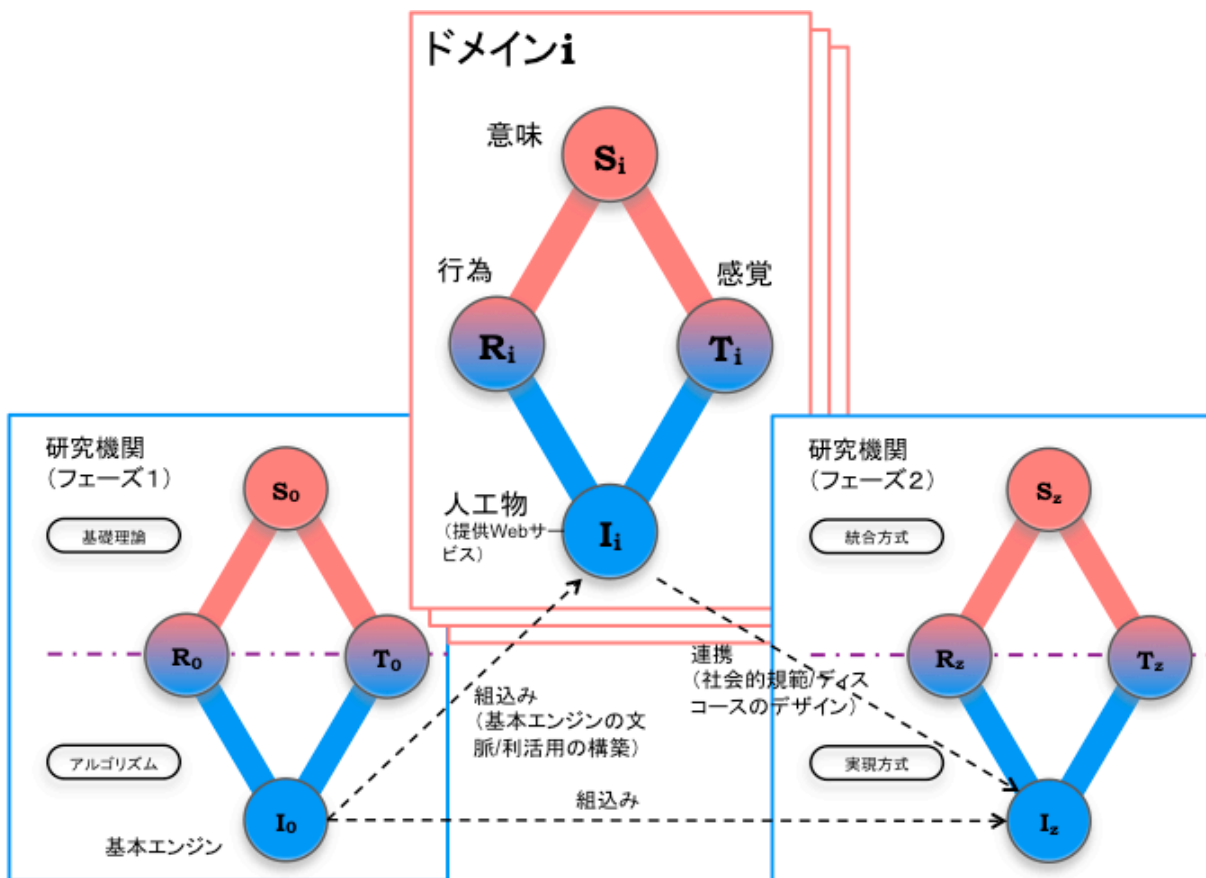 ドメインi
意味
Si
行為
感覚
Ri
Ti
人工物
（提供Webサー
ビス）
Ii
研究機関
（フェーズ１）
S0
基礎理論
R0
T0
アルゴリズム
I0
基本エンジン
組込み
（基本エンジンの文
脈/利活用の構築）
連携
（社会的規範/ディス
コースのデザイン）
組込み
研究機関
（フェーズ２）
Sz
統合方式
Rz
Tz
実現方式
Iz